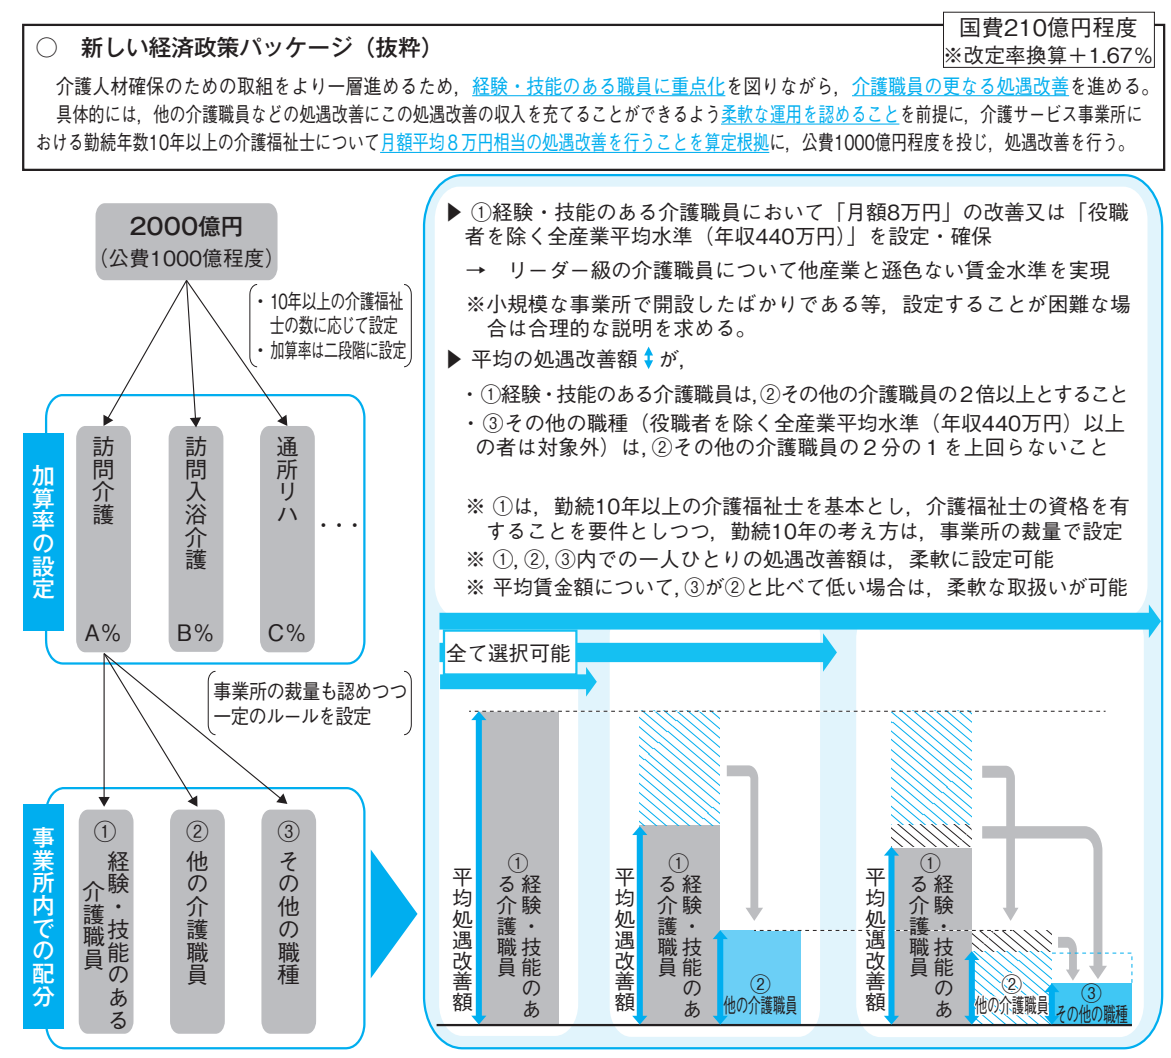 国費210億円程度
※改定率換算＋1.67%
○　新しい経済政策パッケージ（抜粋）
介護人材確保のための取組をより一層進めるため，経験・技能のある職員に重点化を図りながら，介護職員の更なる処遇改善を進める。
具体的には，他の介護職員などの処遇改善にこの処遇改善の収入を充てることができるよう柔軟な運用を認めることを前提に，介護サービス事業所に
おける勤続年数10年以上の介護福祉士について月額平均８万円相当の処遇改善を行うことを算定根拠に，公費1000億円程度を投じ，処遇改善を行う。
2000億円
(公費1000億程度)
・10年以上の介護福祉
士の数に応じて設定
・加算率は二段階に設定
加算率の設定
訪問介護
A%
訪問入浴介護
B%
通所リハ
C%
・・・
事業所の裁量も認めつつ
一定のルールを設定
事業所内での配分
①
経験・技能のある
介護職員
②
他の介護職員
③
その他の職種
▶ ①経験・技能のある介護職員において「月額8万円」の改善又は「役職
者を除く全産業平均水準（年収440万円）」を設定・確保
→　リーダー級の介護職員について他産業と遜色ない賃金水準を実現
※小規模な事業所で開設したばかりである等，設定することが困難な場
合は合理的な説明を求める。
▶ 平均の処遇改善額 が，
・①経験・技能のある介護職員は，②その他の介護職員の２倍以上とすること
・③その他の職種（役職者を除く全産業平均水準（年収440万円）以上
の者は対象外）は，②その他の介護職員の２分の１を上回らないこと
※ ①は，勤続10年以上の介護福祉士を基本とし，介護福祉士の資格を有
することを要件としつつ，勤続10年の考え方は，事業所の裁量で設定
※ ①，②，③内での一人ひとりの処遇改善額は，柔軟に設定可能
※ 平均賃金額について，③が②と比べて低い場合は，柔軟な取扱いが可能
全て選択可能
平均処遇改善額
①
経験・技能のあ
る介護職員
平均処遇改善額
①
経験・技能のあ
る介護職員
②
他の介護職員
平均処遇改善額
①
経験・技能のあ
る介護職員
②
他の介護職員
③
その他の職種